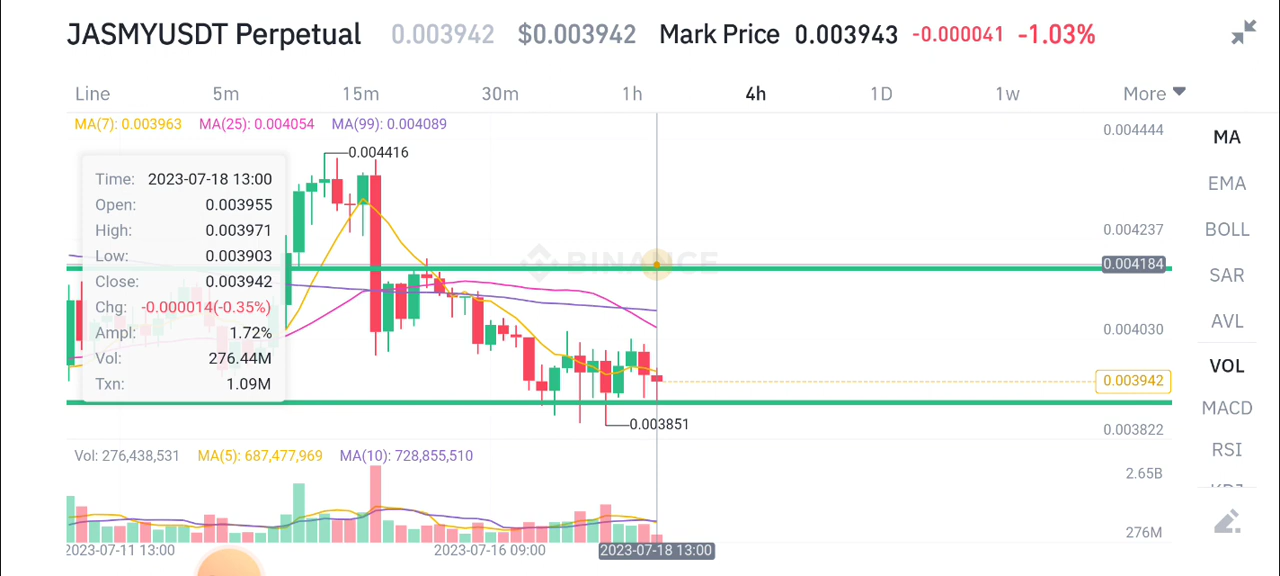 JASMYUSDT Perpetual 0.003942 $0.003942 Mark Price 0.003943 -0.000041 -1.03%
Line 5m 15m 30m 1h 4h 1D 1w More
MA(7): 0.003963 MA(25): 0.004054 MA(99): 0.004089
0.004444
MA
0.004416
Time: 2023-07-18 13:00
EMA
Open: 0.003955
High: 0.003971
0.004237
BOLL
Low: 0.003903
BINANCE
0.004184
SAR
Close: 0.003942
Chg: -0.000014(-0.35%)
AVL
Ampl: 1.72%
0.004030
Vol: 276.44M
VOL
Txn: 1.09M
0.003942
MACD
0.003851
0.003822
RSI
Vol: 276,438,531 MA(5): 687,477,969 MA(10): 728,855,510
2.65B
KDJ
276M
2023-07-11 13:00 2023-07-16 09:00 2023-07-18 13:00